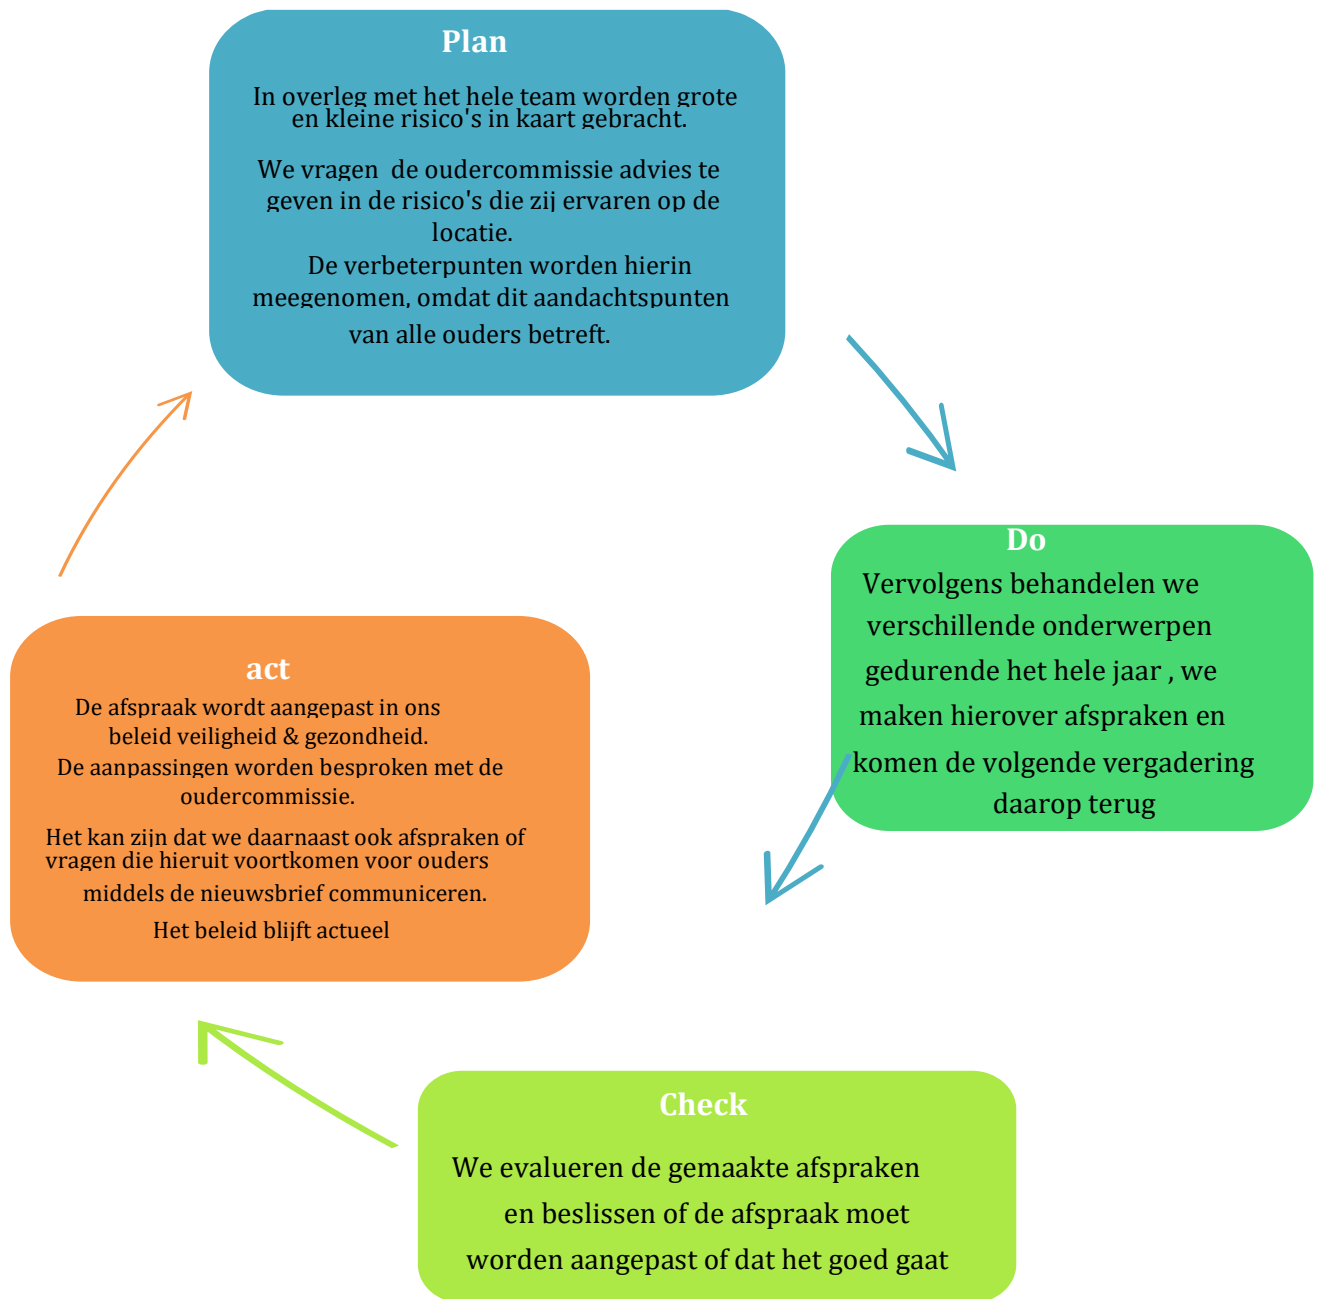 Plan
In overleg met het hele team worden grote
en kleine risico's in kaart gebracht.
We vragen de oudercommissie advies te
geven in de risico's die zij ervaren op de
locatie.
De verbeterpunten worden hierin
meegenomen, omdat dit aandachtspunten
van alle ouders betreft.
Do
Vervolgens behandelen we
verschillende onderwerpen
gedurende het hele jaar , we
maken hierover afspraken en
komen de volgende vergadering
daarop terug
Check
We evalueren de gemaakte afspraken
en beslissen of de afspraak moet
worden aangepast of dat het goed gaat
act
De afspraak wordt aangepast in ons
beleid veiligheid & gezondheid.
De aanpassingen worden besproken met de
oudercommissie.
Het kan zijn dat we daarnaast ook afspraken of
vragen die hieruit voortkomen voor ouders
middels de nieuwsbrief communiceren.
Het beleid blijft actueel